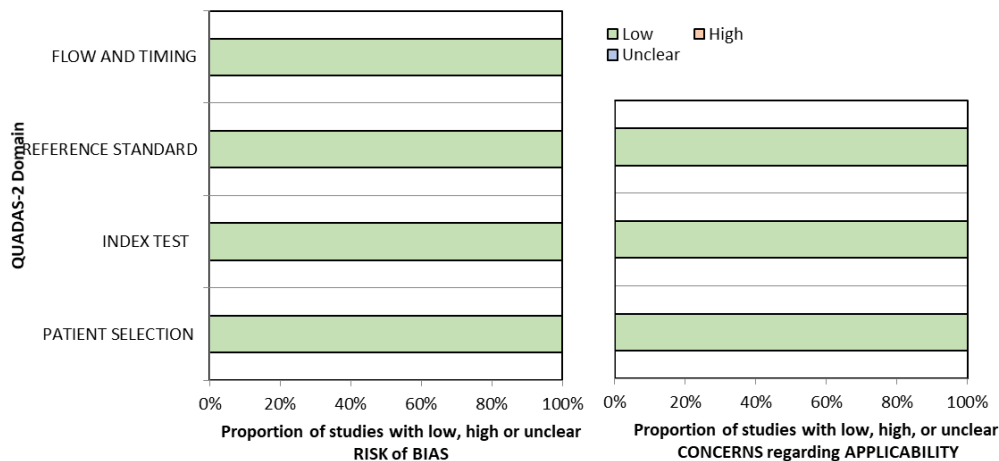 QUADAS-2 Domain
FLOW AND TIMING
REFERENCE STANDARD
INDEX TEST
PATIENT SELECTION
0% 20% 40% 60% 80% 100%
Proportion of studies with low, high or unclear
RISK of BIAS
Low High
Unclear
0% 20% 40% 60% 80% 100%
Proportion of studies with low, high, or unclear
CONCERNS regarding APPLICABILITY